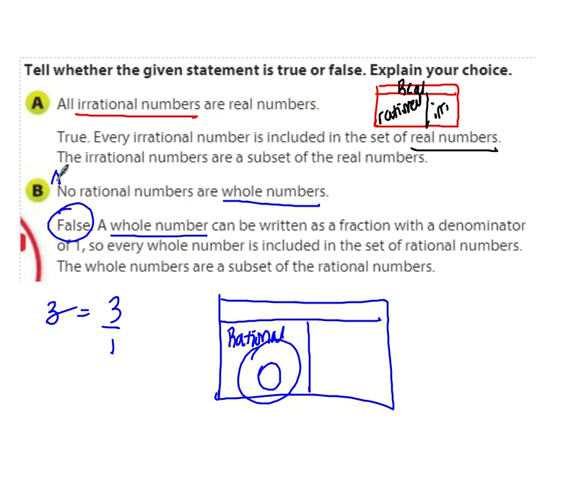 Tell whether the given statement is true or false. Explain your choice.
Real
A All irrational numbers are real numbers.
rational irr.
True. Every irrational number is included in the set of real numbers.
The irrational numbers are a subset of the real numbers.
B No rational numbers are whole numbers.
False. A whole number can be written as a fraction with a denominator
of 1, so every whole number is included in the set of rational numbers.
The whole numbers are a subset of the rational numbers.
3 = 3
1
Rational